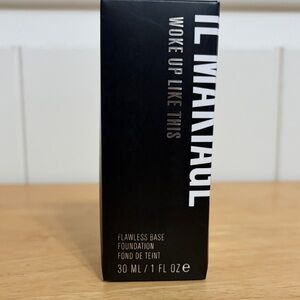 IL MAKIAGE
WOKE UP LIKE THIS
FLAWLESS BASE
FOUNDATION
FOND DE TEINT
30 ML / 1 FL OZ e